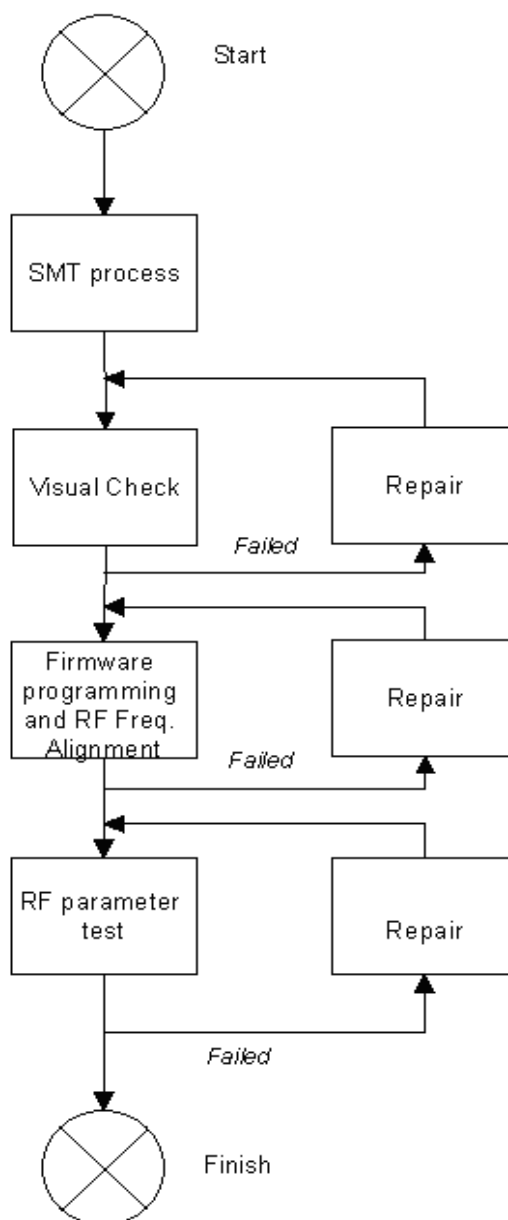 Start
SMT process
Visual Check
Repair
Failed
Firmware
programming
and RF Freq.
Alignment
Repair
Failed
RF parameter
test
Repair
Failed
Finish